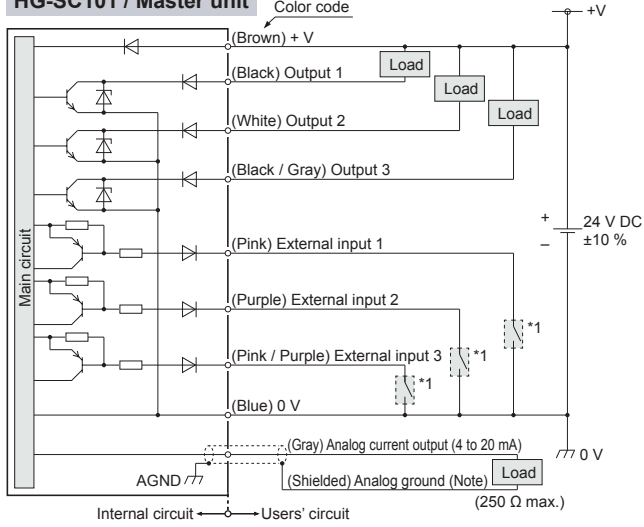 HG-SC101 / Master unit
Color code
+V
(Brown) + V
Load
(Black) Output 1
Load
(White) Output 2
Load
(Black / Gray) Output 3
+
24 V DC
±10 %
–
Main circuit
(Pink) External input 1
(Purple) External input 2
*1
*1
(Pink / Purple) External input 3
*1
(Blue) 0 V
(Gray) Analog current output (4 to 20 mA)
0 V
AGND
(Shielded) Analog ground (Note)
Load
(250 Ω max.)
Internal circuit
Users' circuit